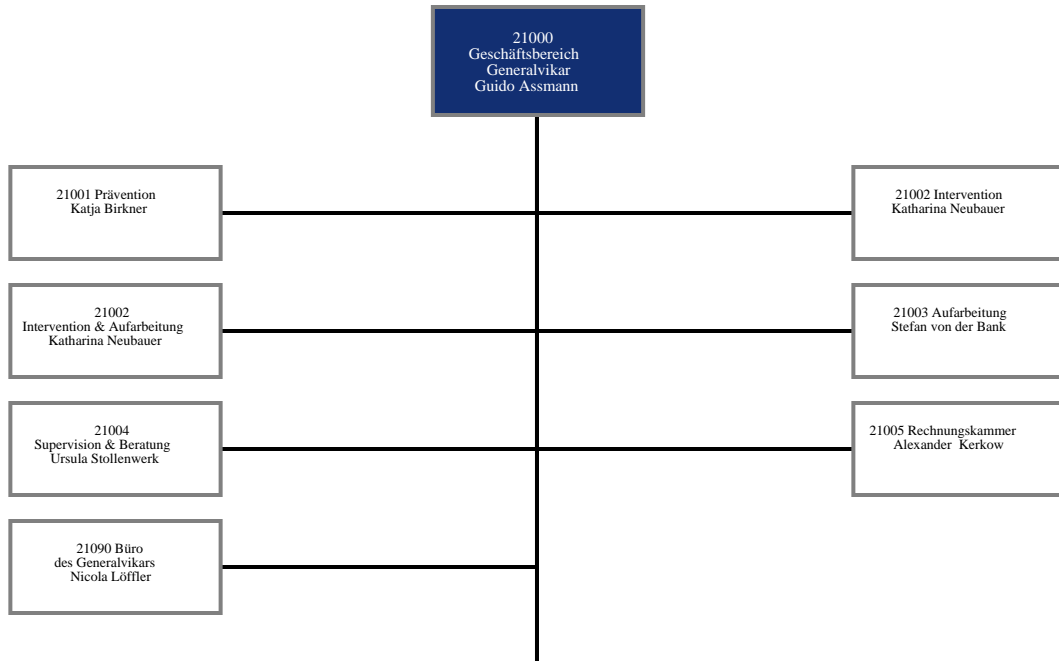 21000
Geschäftsbereich
Generalvikar
Guido Assmann
21001 Prävention
Katja Birkner
21002 Intervention
Katharina Neubauer
21002
Intervention & Aufarbeitung
Katharina Neubauer
21003 Aufarbeitung
Stefan von der Bank
21004
Supervision & Beratung
Ursula Stollenwerk
21005 Rechnungskammer
Alexander Kerkow
21090 Büro
des Generalvikars
Nicola Löffler